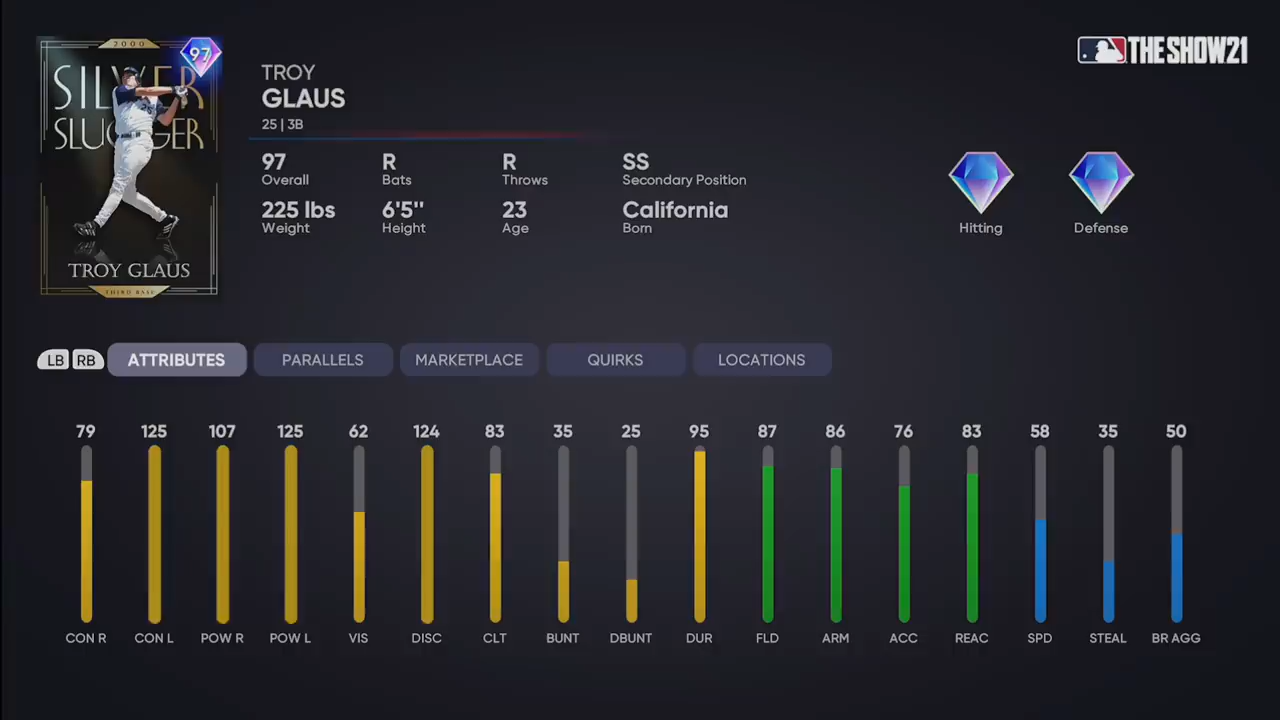 2000
97
SILVER
SLUGGER
TROY GLAUS
THIRD BASE
MLB THE SHOW 21
TROY
GLAUS
25 | 3B
97 R R SS
Overall Bats Throws Secondary Position
225 lbs 6'5'' 23 California
Weight Height Age Born
Hitting Defense
LB RB ATTRIBUTES PARALLELS MARKETPLACE QUIRKS LOCATIONS
79 125 107 125 62 124 83 35 25 95 87 86 76 83 58 35 50
CON R CON L POW R POW L VIS DISC CLT BUNT DBUNT DUR FLD ARM ACC REAC SPD STEAL BR AGG